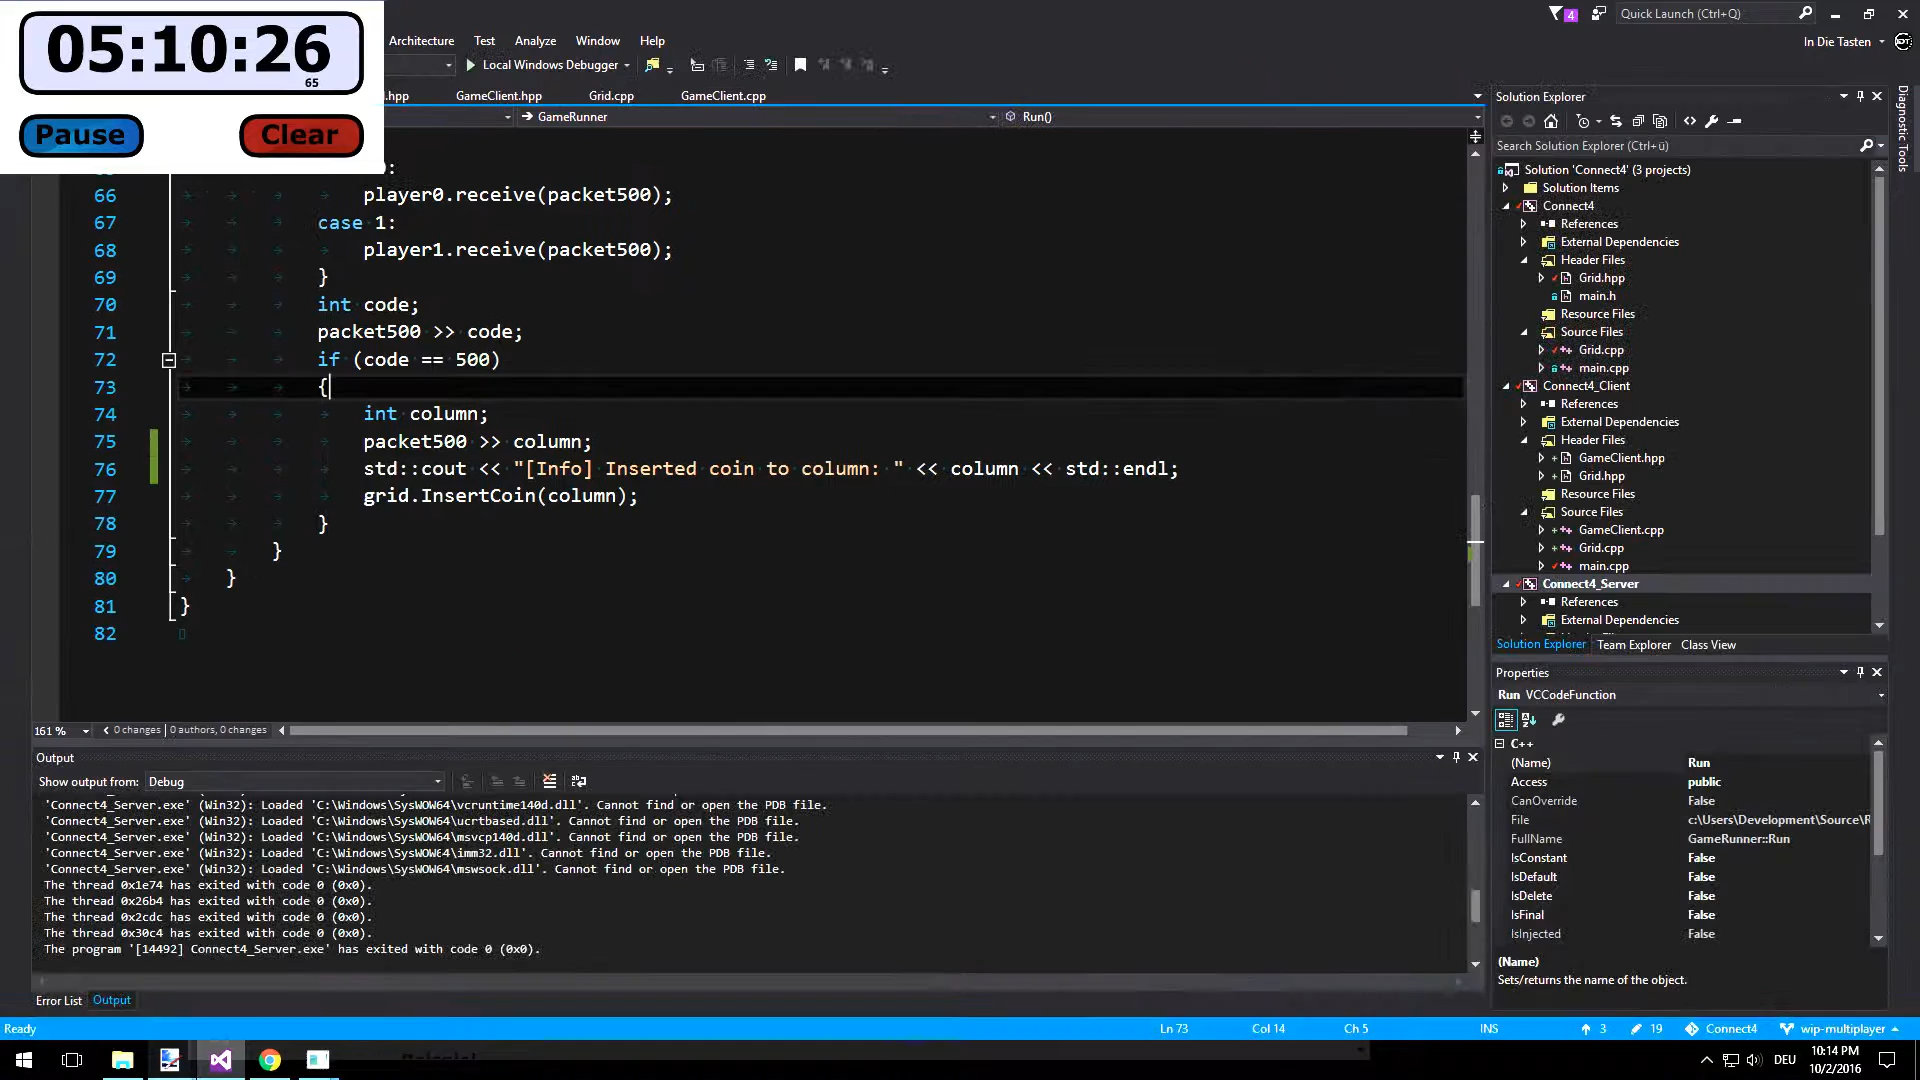 05:10:26
65
Pause
Clear
Architecture Test Analyze Window Help
4
Quick Launch (Ctrl+Q)
In Die Tasten
Local Windows Debugger
.hpp GameClient.hpp Grid.cpp GameClient.cpp
GameRunner
Run()
66 player0.receive(packet500);
67 case 1:
68 player1.receive(packet500);
69 }
70 int code;
71 packet500 >> code;
72 if (code == 500)
73 {
74 int column;
75 packet500 >> column;
76 std::cout << "[Info] Inserted coin to column: " << column << std::endl;
77 grid.InsertCoin(column);
78 }
79 }
80 }
81 }
82
161 %
0 changes | 0 authors, 0 changes
Output
Show output from: Debug
'Connect4_Server.exe' (Win32): Loaded 'C:\Windows\SysWOW64\vcruntime140d.dll'. Cannot find or open the PDB file.
'Connect4_Server.exe' (Win32): Loaded 'C:\Windows\SysWOW64\ucrtbased.dll'. Cannot find or open the PDB file.
'Connect4_Server.exe' (Win32): Loaded 'C:\Windows\SysWOW64\msvcp140d.dll'. Cannot find or open the PDB file.
'Connect4_Server.exe' (Win32): Loaded 'C:\Windows\SysWOW64\imm32.dll'. Cannot find or open the PDB file.
'Connect4_Server.exe' (Win32): Loaded 'C:\Windows\SysWOW64\mswsock.dll'. Cannot find or open the PDB file.
The thread 0x1e74 has exited with code 0 (0x0).
The thread 0x26b4 has exited with code 0 (0x0).
The thread 0x2cdc has exited with code 0 (0x0).
The thread 0x30c4 has exited with code 0 (0x0).
The program '[14492] Connect4_Server.exe' has exited with code 0 (0x0).
Error List Output
Solution Explorer
Search Solution Explorer (Ctrl+ü)
Solution 'Connect4' (3 projects)
Solution Items
Connect4
References
External Dependencies
Header Files
Grid.hpp
main.h
Resource Files
Source Files
Grid.cpp
main.cpp
Connect4_Client
References
External Dependencies
Header Files
GameClient.hpp
Grid.hpp
Resource Files
Source Files
GameClient.cpp
Grid.cpp
main.cpp
Connect4_Server
References
External Dependencies
Solution Explorer Team Explorer Class View
Properties
Run VCCodeFunction
C++
(Name) Run
Access public
CanOverride False
File c:\Users\Development\Source\R
FullName GameRunner::Run
IsConstant False
IsDefault False
IsDelete False
IsFinal False
IsInjected False
(Name)
Sets/returns the name of the object.
Diagnostic Tools
Ready
Ln 73 Col 14 Ch 5 INS 3 19 Connect4 wip-multiplayer
DEU
10:14 PM
10/2/2016